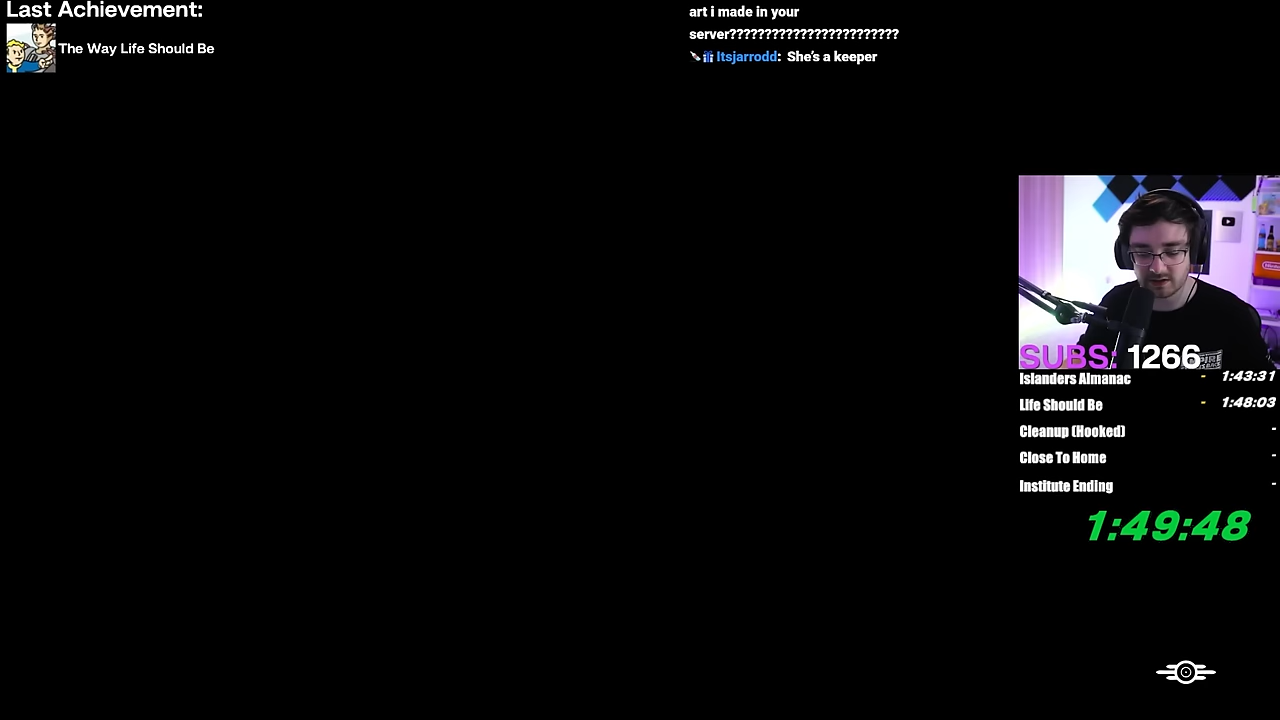 Last Achievement:
The Way Life Should Be
art i made in your
server????????????????????????
Itsjarrodd: She's a keeper
SUBS: 1266
Islanders Almanac - 1:43:31
Life Should Be - 1:48:03
Cleanup (Hooked) -
Close To Home -
Institute Ending -
1:49:48